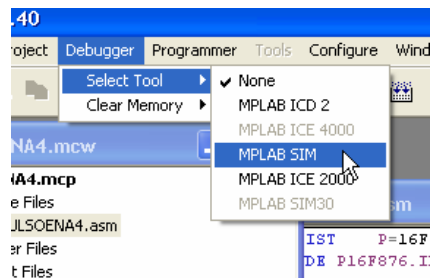 .40
roject Debugger Programmer Tools Configure Wind
Select Tool ✔ None
Clear Memory MPLAB ICD 2
MPLAB ICE 4000
NA4.mcw MPLAB SIM
NA4.mcp MPLAB ICE 2000
e Files MPLAB SIM30
ULSOENA4.asm sm
er Files IST P=16F
t Files DE P16F876.I